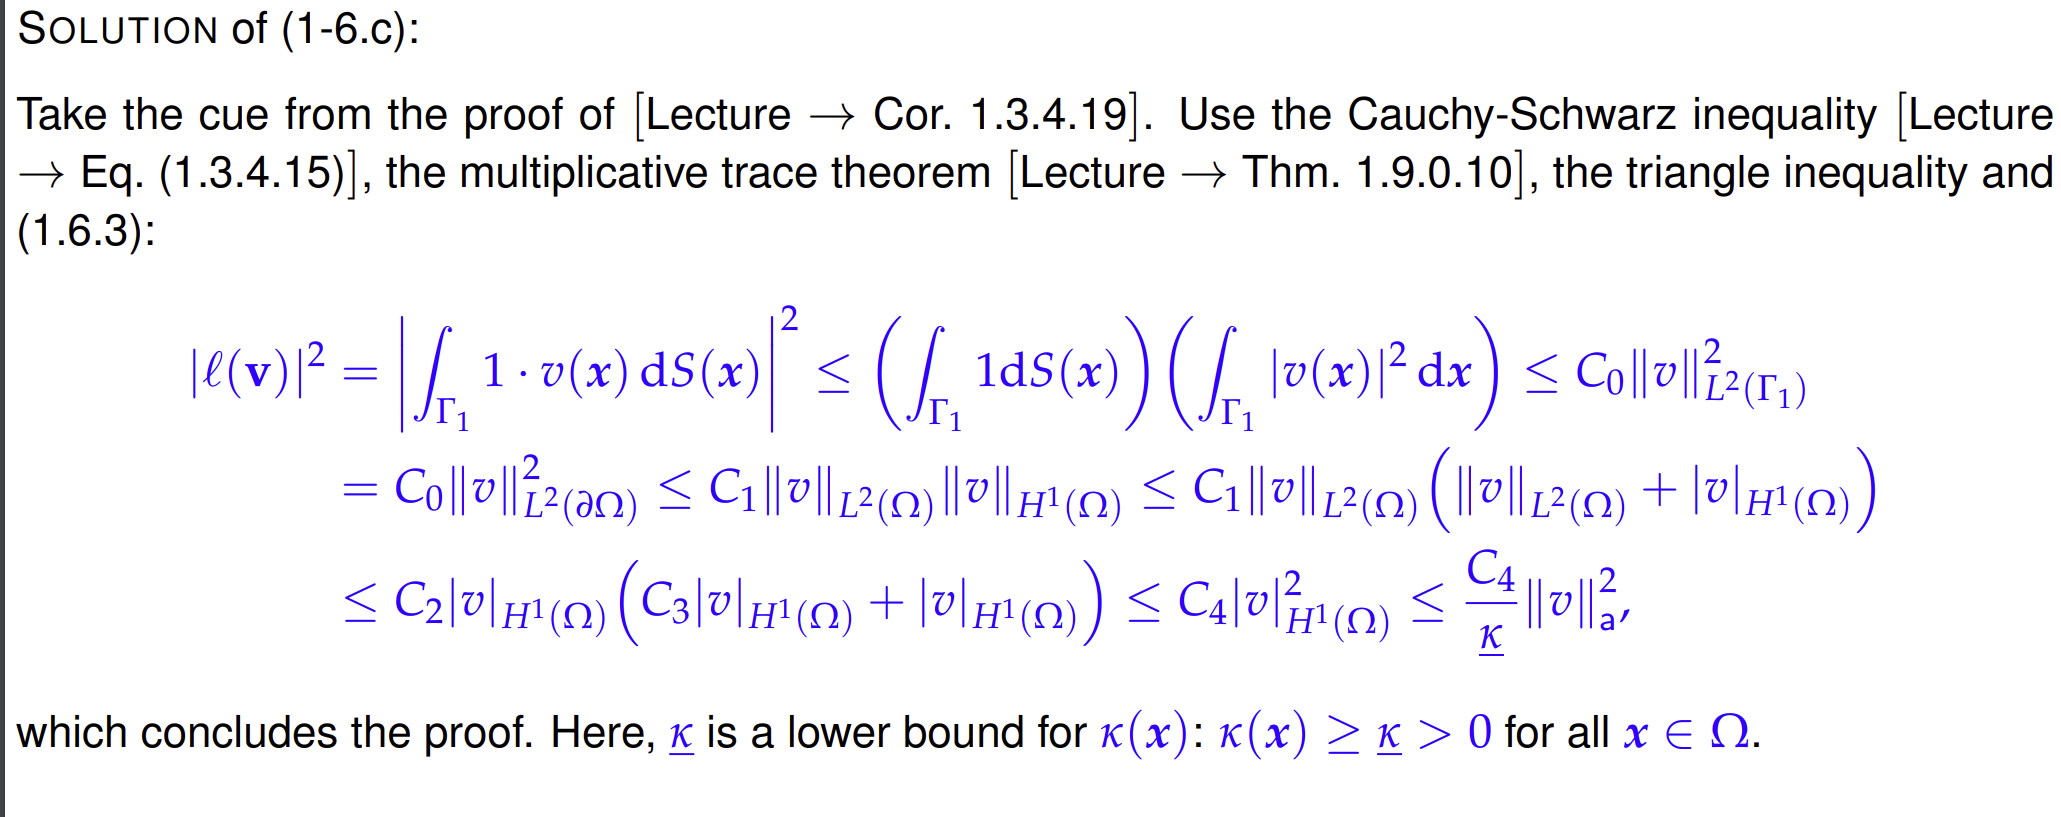 SOLUTION of (1-6.c):
Take the cue from the proof of [Lecture → Cor. 1.3.4.19]. Use the Cauchy-Schwarz inequality [Lecture
→ Eq. (1.3.4.15)], the multiplicative trace theorem [Lecture → Thm. 1.9.0.10], the triangle inequality and
(1.6.3):
$|\ell(\mathbf{v})|^2 = \left| \int_{\Gamma_1} 1 \cdot v(\boldsymbol{x}) \, \mathrm{d}S(\boldsymbol{x}) \right|^2 \leq \left( \int_{\Gamma_1} 1 \mathrm{d}S(\boldsymbol{x}) \right) \left( \int_{\Gamma_1} |v(\boldsymbol{x})|^2 \, \mathrm{d}\boldsymbol{x} \right) \leq C_0 \|v\|^2_{L^2(\Gamma_1)}$
$= C_0 \|v\|^2_{L^2(\partial\Omega)} \leq C_1 \|v\|_{L^2(\Omega)} \|v\|_{H^1(\Omega)} \leq C_1 \|v\|_{L^2(\Omega)} \left( \|v\|_{L^2(\Omega)} + |v|_{H^1(\Omega)} \right)$
$\leq C_2 |v|_{H^1(\Omega)} \left( C_3 |v|_{H^1(\Omega)} + |v|_{H^1(\Omega)} \right) \leq C_4 |v|^2_{H^1(\Omega)} \leq \frac{C_4}{\underline{\kappa}} \|v\|^2_{\mathsf{a}},$
which concludes the proof. Here, $\underline{\kappa}$ is a lower bound for $\kappa(\boldsymbol{x})$: $\kappa(\boldsymbol{x}) \geq \underline{\kappa} > 0$ for all $\boldsymbol{x} \in \Omega$.